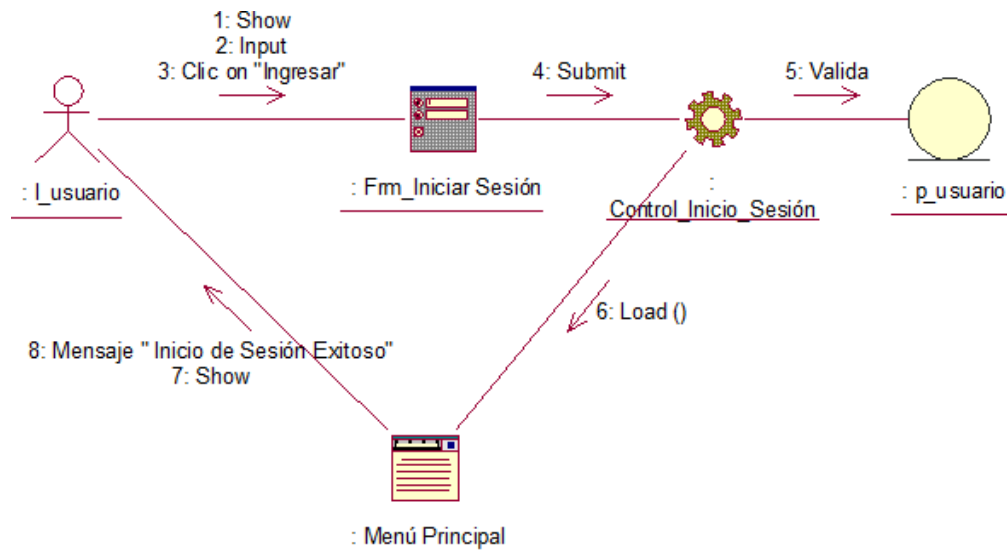 1: Show
2: Input
3: Clic on "Ingresar"
4: Submit
5: Valida
: I_usuario
: Frm_Iniciar Sesión
:
Control_Inicio_Sesión
: p_usuario
6: Load ()
8: Mensaje " Inicio de Sesión Exitoso"
7: Show
: Menú Principal